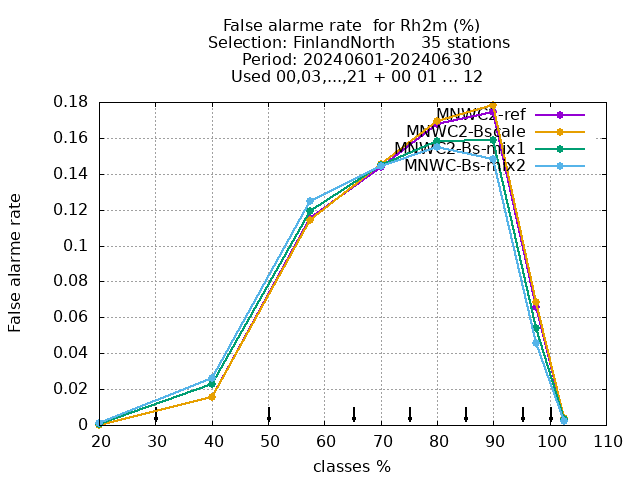 False alarme rate  for Rh2m (%)
Selection: FinlandNorth     35 stations
Period: 20240601-20240630
Used 00,03,...,21 + 00 01 ... 12
MNWC2-ref
MNWC2-Bscale
MNWC2-Bs-mix1
MNWC-Bs-mix2
False alarme rate
0.18
0.16
0.14
0.12
0.1
0.08
0.06
0.04
0.02
0
20 30 40 50 60 70 80 90 100 110
classes %